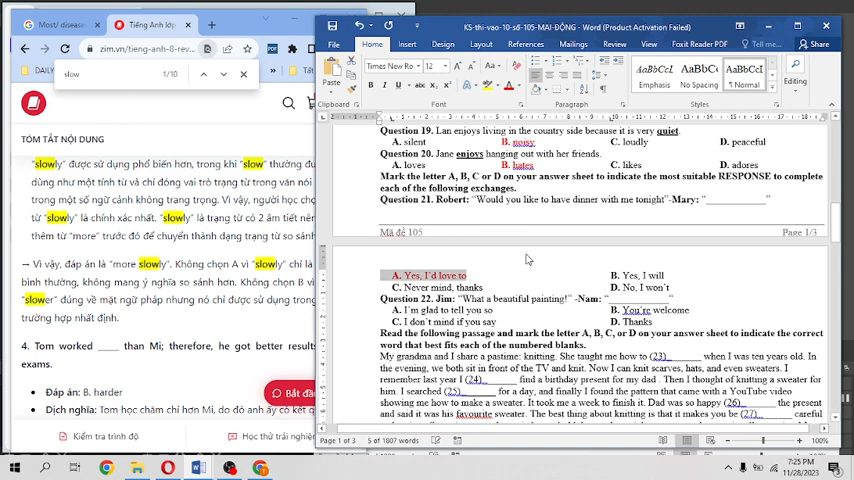 Most/ disease
Tiếng Anh lớp
zim.vn/tieng-anh-8-rev...
DAILY
Tất
slow
1/10
TÓM TẮT NỘI DUNG
"slowly" được sử dụng phổ biến hơn, trong khi "slow" thường đu
dùng như một tính từ và chỉ đóng vai trò trạng từ trong văn nói
trong một số ngữ cảnh không trang trọng. Vì vậy, người học chọ
từ "slowly" là chính xác nhất. "slowly" là trạng từ có 2 âm tiết nên
thêm từ "more" trước đó để chuyển thành dạng trạng từ so sánh
→ Vì vậy, đáp án là "more slowly". Không chọn A vì "slowly" chỉ là
bình thường, không mang ý nghĩa so sánh. Không chọn B vì
"slower" đúng về mặt ngữ pháp nhưng nó chỉ được sử dụng trong
trường hợp nhất định.
4. Tom worked ____ than Mi; therefore, he got better results
exams.
Đáp án: B. harder
Dịch nghĩa: Tom học chăm chỉ hơn Mi, do đó anh ấy có kết q
Bắt đầ
Kiểm tra trình độ
Học thử trải nghiệ
KS-thi-vao-10-so-105-MAI-ĐỘNG - Word (Product Activation Failed)
File Home Insert Layout References Mailings Review View Foxit Reader PDF Tell me... Share
Paste
Times New Ro 12
B I U abc x₂ x²
AaBbCcI AaBbCc AaBbCcI
Emphasis Heading 1 ¶ Normal
Editing
Clipboard Font Paragraph Styles
Question 19. Lan enjoys living in the country side because it is very quiet.
A. silent B. noisy C. loudly D. peaceful
Question 20. Jane enjoys hanging out with her friends.
A. loves B. hates C. likes D. adores
Mark the letter A, B, C or D on your answer sheet to indicate the most suitable RESPONSE to complete
each of the following exchanges.
Question 21. Robert: "Would you like to have dinner with me tonight"-Mary: "____________"
Mã đề 105 Page 1/3
A. Yes, I'd love to B. Yes, I will
C. Never mind, thanks D. No, I won't
Question 22. Jim: "What a beautiful painting!" -Nam: "____________"
A. I'm glad to tell you so B. You're welcome
C. I don't mind if you say D. Thanks
Read the following passage and mark the letter A, B, C or D on your answer sheet to indicate the correct
word that best fits each of the numbered blanks.
My grandma and I share a pastime: knitting. She taught me how to (23)________ when I was ten years old. In
the evening, we both sit in front of the TV and knit. Now I can knit scarves, hats, and even sweaters. I
remember last year I (24)________ find a birthday present for my dad . Then I thought of knitting a sweater for
him. I searched (25)________ for a day, and finally I found the pattern that came with a YouTube video
showing me how to make a sweater. It took me a week to finish it. Dad was so happy (26)________ the present
and said it was his favourite sweater. The best thing about knitting is that it makes you be (27)________ careful
Page 1 of 3 5 of 1807 words 100%
7:25 PM
11/28/2023